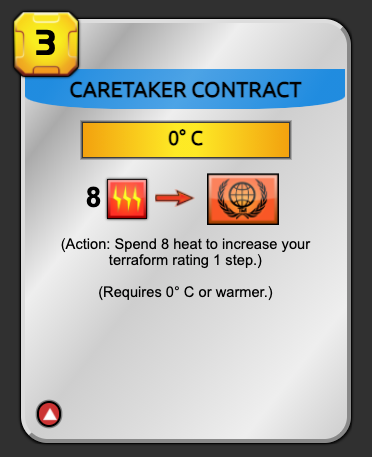 3
CARETAKER CONTRACT
0° C
8
(Action: Spend 8 heat to increase your
terraform rating 1 step.)
(Requires 0° C or warmer.)